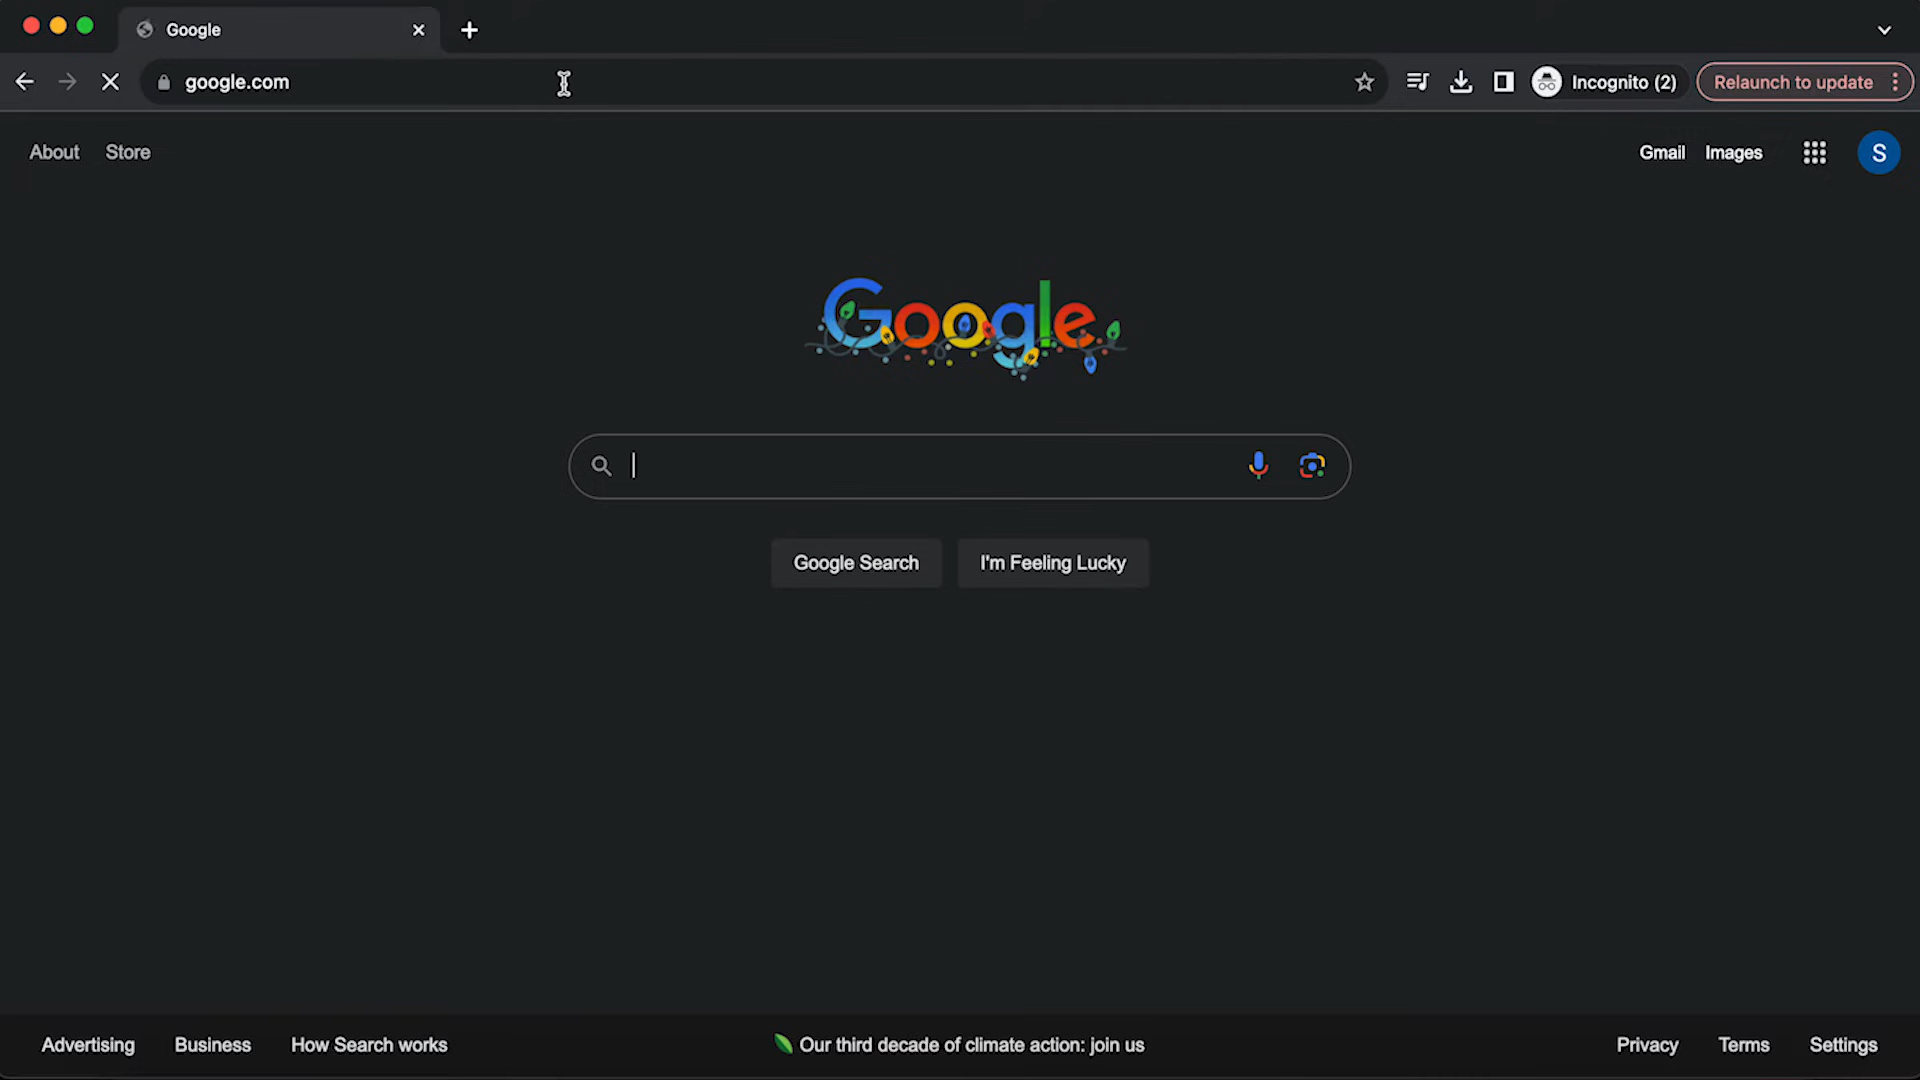 Google
google.com
Incognito (2)
Relaunch to update
About
Store
Gmail
Images
S
Google
Google Search
I'm Feeling Lucky
Advertising
Business
How Search works
Our third decade of climate action: join us
Privacy
Terms
Settings